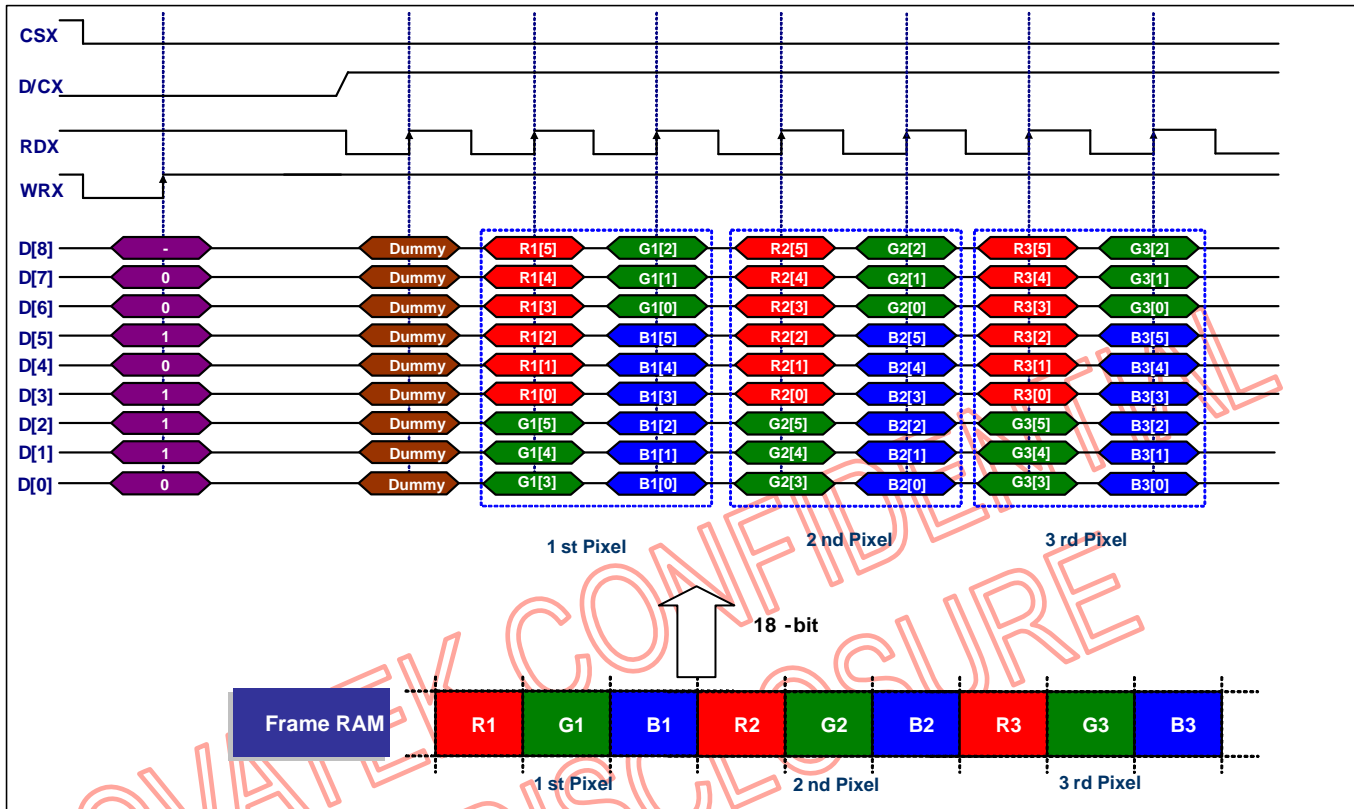 CSX
D/CX
RDX
WRX
D[8] - Dummy R1[5] G1[2] R2[5] G2[2] R3[5] G3[2]
D[7] 0 Dummy R1[4] G1[1] R2[4] G2[1] R3[4] G3[1]
D[6] 0 Dummy R1[3] G1[0] R2[3] G2[0] R3[3] G3[0]
D[5] 1 Dummy R1[2] B1[5] R2[2] B2[5] R3[2] B3[5]
D[4] 0 Dummy R1[1] B1[4] R2[1] B2[4] R3[1] B3[4]
D[3] 1 Dummy R1[0] B1[3] R2[0] B2[3] R3[0] B3[3]
D[2] 1 Dummy G1[5] B1[2] G2[5] B2[2] G3[5] B3[2]
D[1] 1 Dummy G1[4] B1[1] G2[4] B2[1] G3[4] B3[1]
D[0] 0 Dummy G1[3] B1[0] G2[3] B2[0] G3[3] B3[0]
1 st Pixel 2 nd Pixel 3 rd Pixel
18 -bit
Frame RAM R1 G1 B1 R2 G2 B2 R3 G3 B3
1 st Pixel 2 nd Pixel 3 rd Pixel
OVATEK CONFIDENTIAL
DISCLOSURE